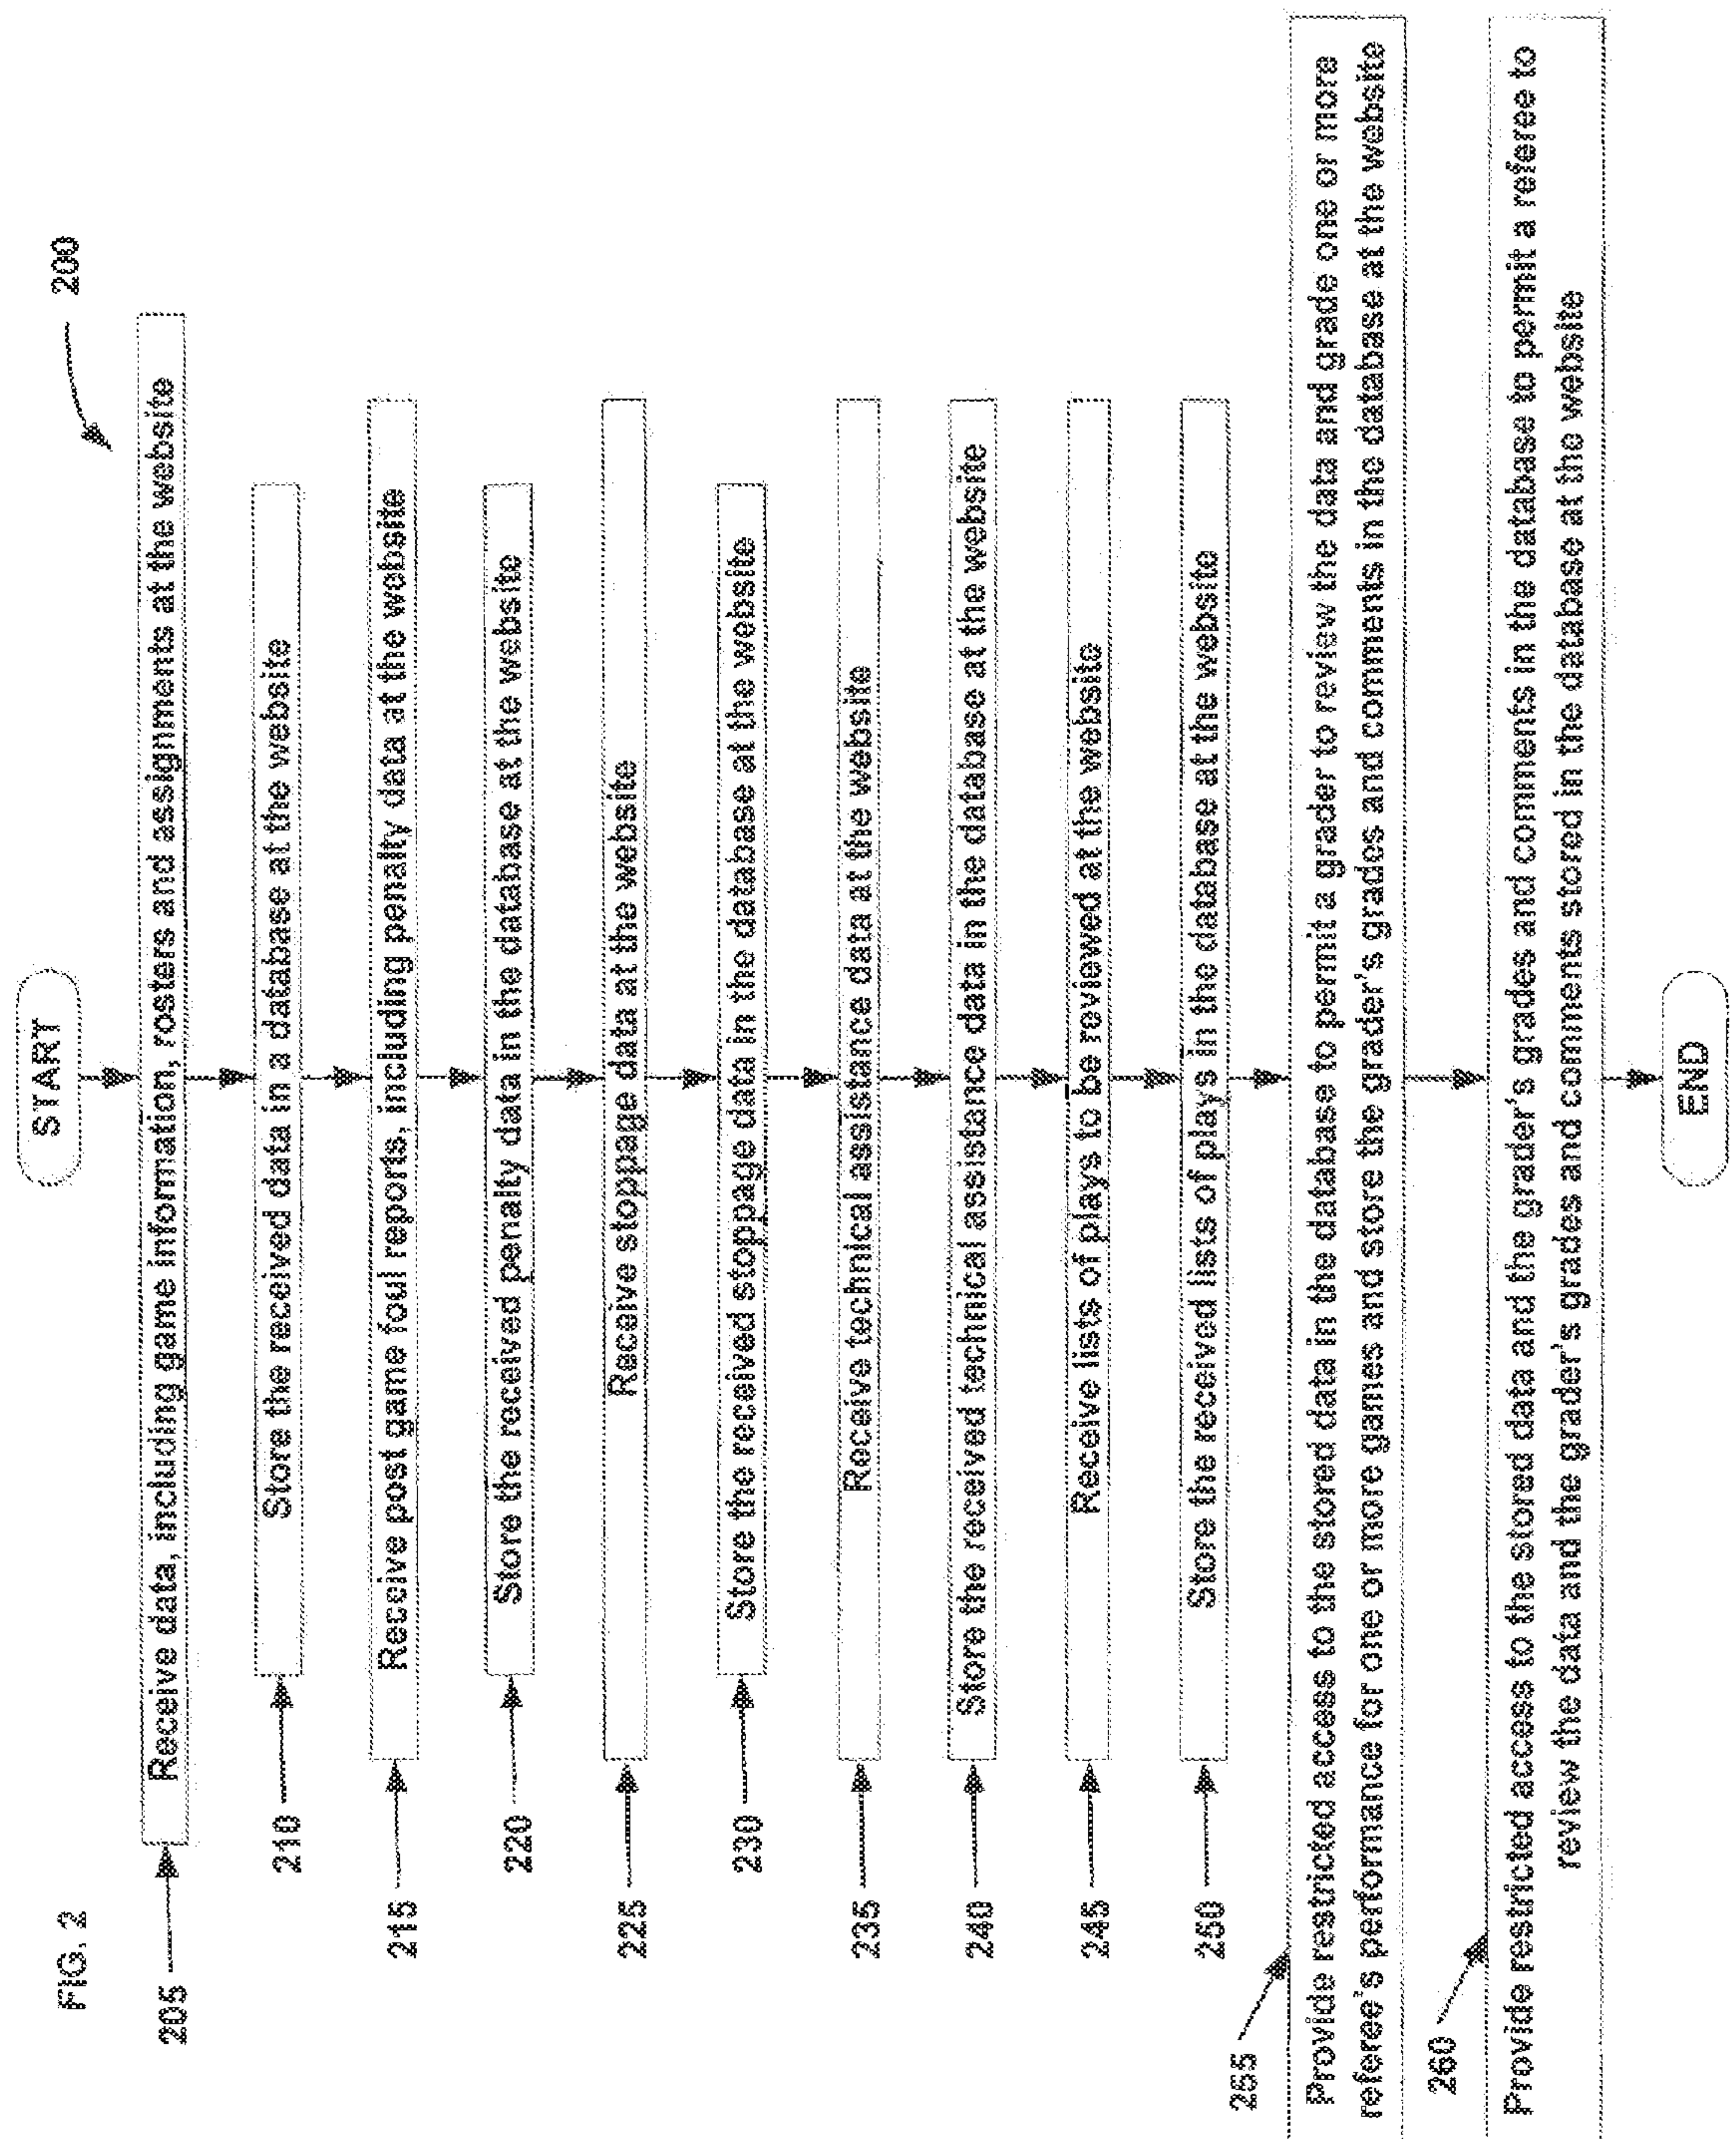 FIG. 2
200
START
205
Receive data, including game information, rosters and assignments at the website
210
Store the received data in a database at the website
215
Receive post game foul reports, including penalty data at the website
220
Store the received penalty data in the database at the website
225
Receive stoppage data at the website
230
Store the received stoppage data in the database at the website
235
Receive technical assistance data at the website
240
Store the received technical assistance data in the database at the website
245
Receive lists of plays to be reviewed at the website
250
Store the received lists of plays in the database at the website
255
Provide restricted access to the stored data in the database to permit a grader to review the data and grade one or more
referee's performance for one or more games and store the grader's grades and comments in the database at the website
260
Provide restricted access to the stored data and the grader's grades and comments in the database to permit a referee to
review the data and the grader's grades and comments stored in the database at the website
END